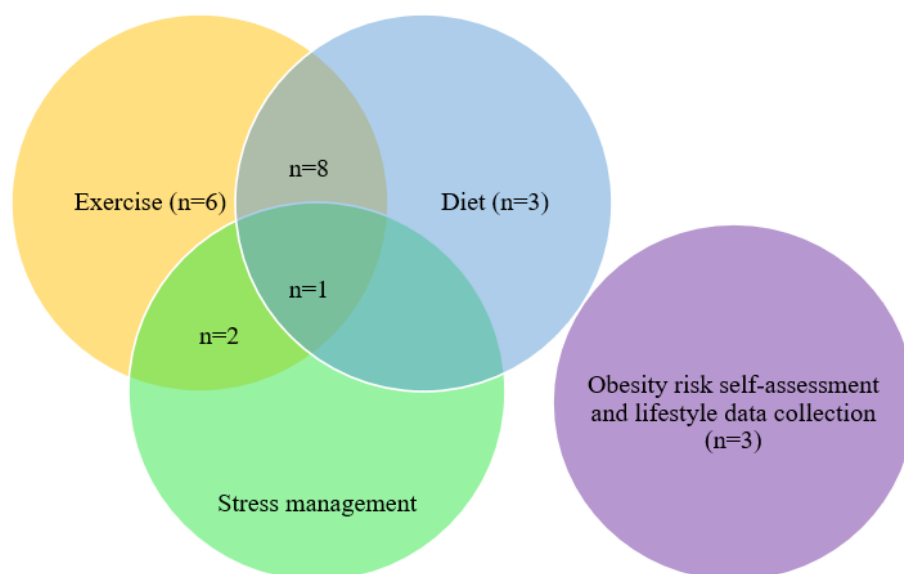 n=8
Exercise (n=6)
Diet (n=3)
n=1
n=2
Obesity risk self-assessment
and lifestyle data collection
(n=3)
Stress management